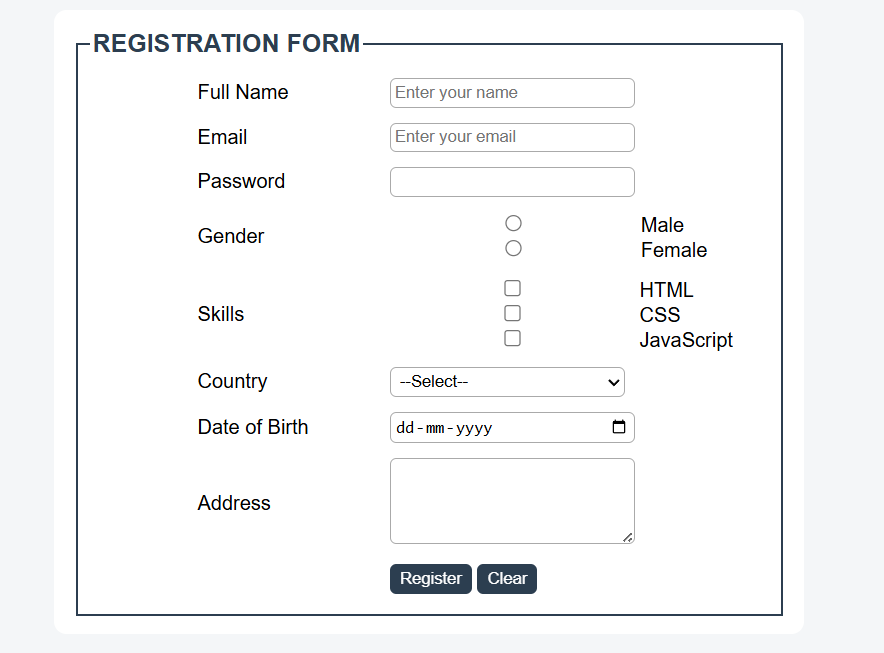 REGISTRATION FORM
Full Name Enter your name
Email Enter your email
Password
Gender Male
Female
Skills HTML
CSS
JavaScript
Country --Select--
Date of Birth dd-mm-yyyy
Address
Register Clear